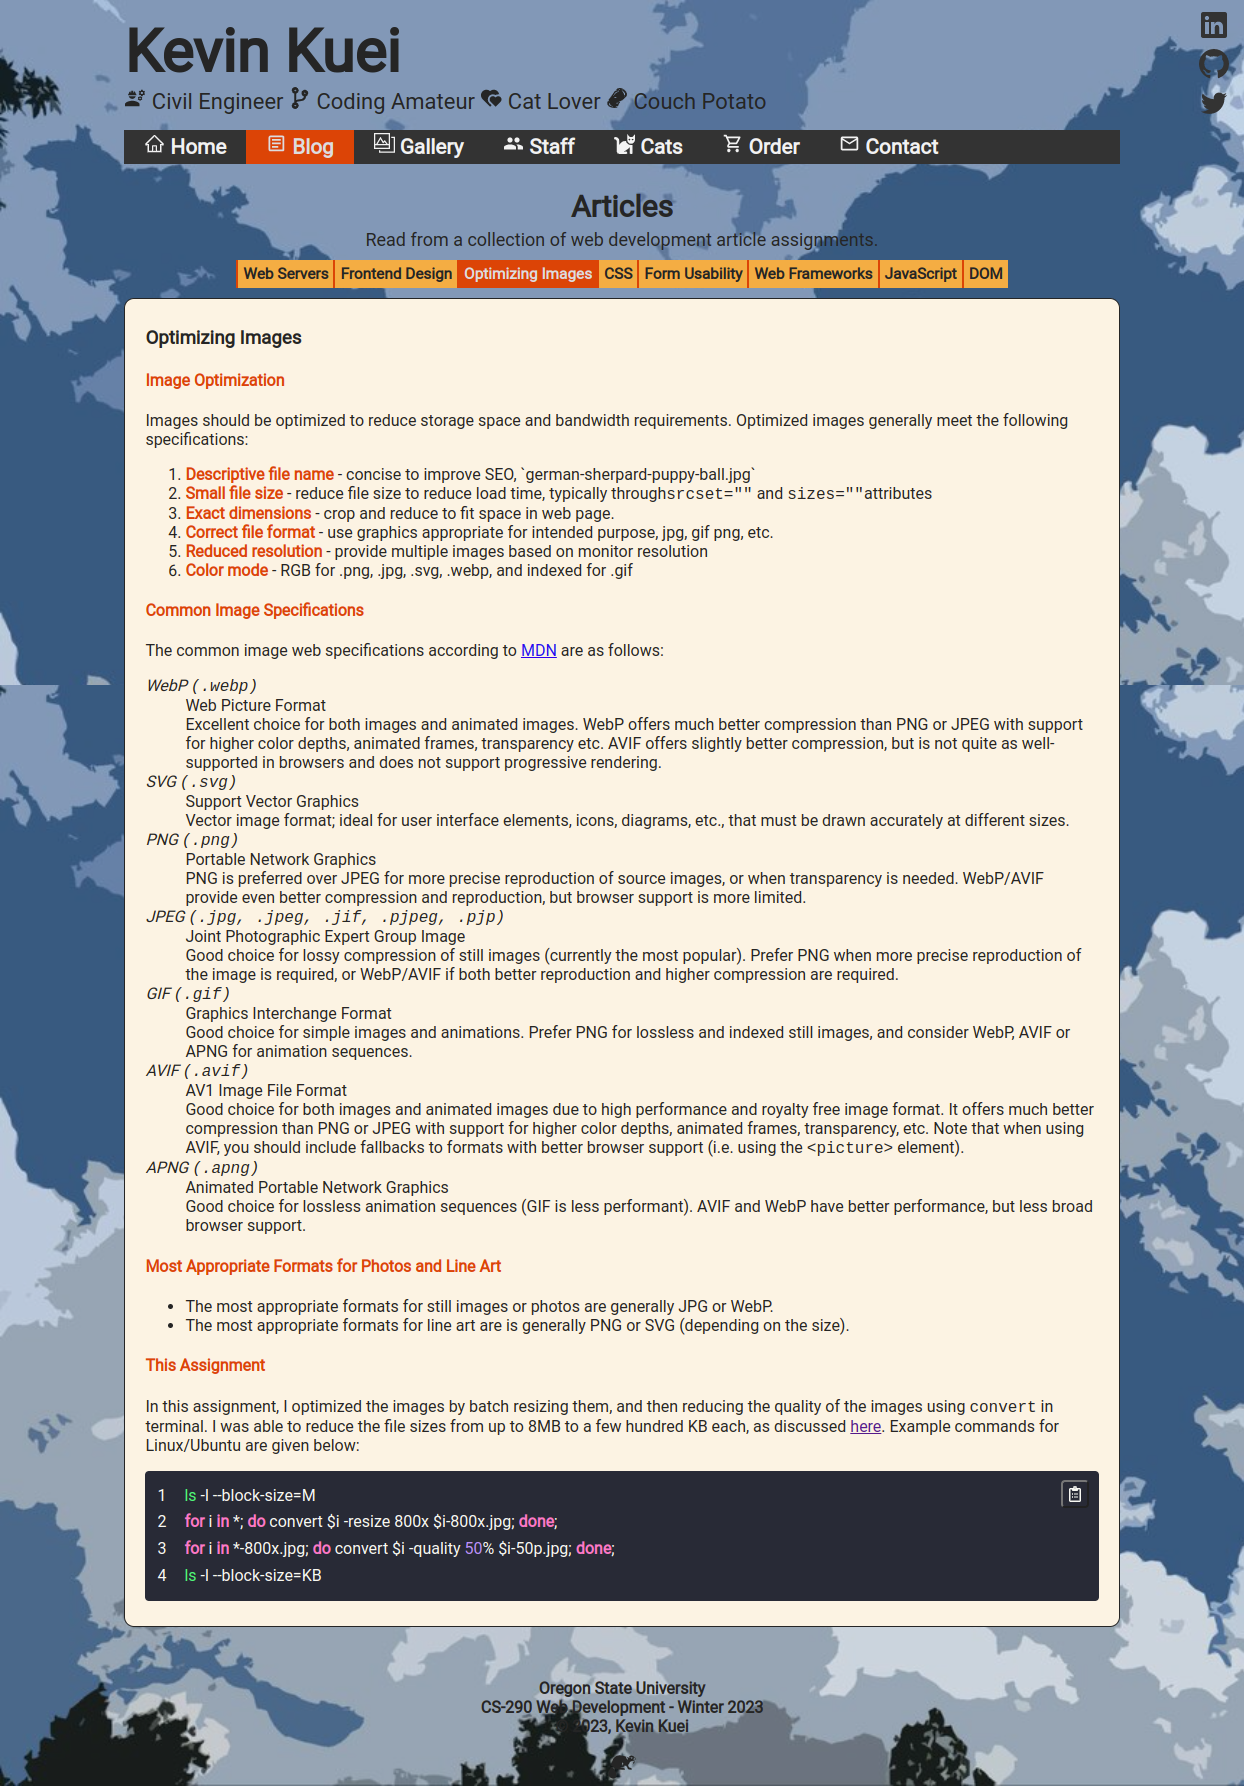 Kevin Kuei
Civil Engineer Coding Amateur Cat Lover Couch Potato
Home Blog Gallery Staff Cats Order Contact
Articles
Read from a collection of web development article assignments.
Web Servers Frontend Design Optimizing Images CSS Form Usability Web Frameworks JavaScript DOM
Optimizing Images
Image Optimization
Images should be optimized to reduce storage space and bandwidth requirements. Optimized images generally meet the following
specifications:
1. Descriptive file name - concise to improve SEO, `german-sherpard-puppy-ball.jpg`
2. Small file size - reduce file size to reduce load time, typically throughsrcset="" and sizes=""attributes
3. Exact dimensions - crop and reduce to fit space in web page.
4. Correct file format - use graphics appropriate for intended purpose, jpg, gif png, etc.
5. Reduced resolution - provide multiple images based on monitor resolution
6. Color mode - RGB for .png, .jpg, .svg, .webp, and indexed for .gif
Common Image Specifications
The common image web specifications according to MDN are as follows:
WebP (.webp)
Web Picture Format
Excellent choice for both images and animated images. WebP offers much better compression than PNG or JPEG with support
for higher color depths, animated frames, transparency etc. AVIF offers slightly better compression, but is not quite as well-
supported in browsers and does not support progressive rendering.
SVG (.svg)
Support Vector Graphics
Vector image format; ideal for user interface elements, icons, diagrams, etc., that must be drawn accurately at different sizes.
PNG (.png)
Portable Network Graphics
PNG is preferred over JPEG for more precise reproduction of source images, or when transparency is needed. WebP/AVIF
provide even better compression and reproduction, but browser support is more limited.
JPEG (.jpg, .jpeg, .jif, .pjpeg, .pjp)
Joint Photographic Expert Group Image
Good choice for lossy compression of still images (currently the most popular). Prefer PNG when more precise reproduction of
the image is required, or WebP/AVIF if both better reproduction and higher compression are required.
GIF (.gif)
Graphics Interchange Format
Good choice for simple images and animations. Prefer PNG for lossless and indexed still images, and consider WebP, AVIF or
APNG for animation sequences.
AVIF (.avif)
AV1 Image File Format
Good choice for both images and animated images due to high performance and royalty free image format. It offers much better
compression than PNG or JPEG with support for higher color depths, animated frames, transparency, etc. Note that when using
AVIF, you should include fallbacks to formats with better browser support (i.e. using the <picture> element).
APNG (.apng)
Animated Portable Network Graphics
Good choice for lossless animation sequences (GIF is less performant). AVIF and WebP have better performance, but less broad
browser support.
Most Appropriate Formats for Photos and Line Art
• The most appropriate formats for still images or photos are generally JPG or WebP.
• The most appropriate formats for line art are is generally PNG or SVG (depending on the size).
This Assignment
In this assignment, I optimized the images by batch resizing them, and then reducing the quality of the images using convert in
terminal. I was able to reduce the file sizes from up to 8MB to a few hundred KB each, as discussed here. Example commands for
Linux/Ubuntu are given below:
1 ls -l --block-size=M
2 for i in *; do convert $i -resize 800x $i-800x.jpg; done;
3 for i in *-800x.jpg; do convert $i -quality 50% $i-50p.jpg; done;
4 ls -l --block-size=KB
Oregon State University
CS-290 Web Development - Winter 2023
2023, Kevin Kuei